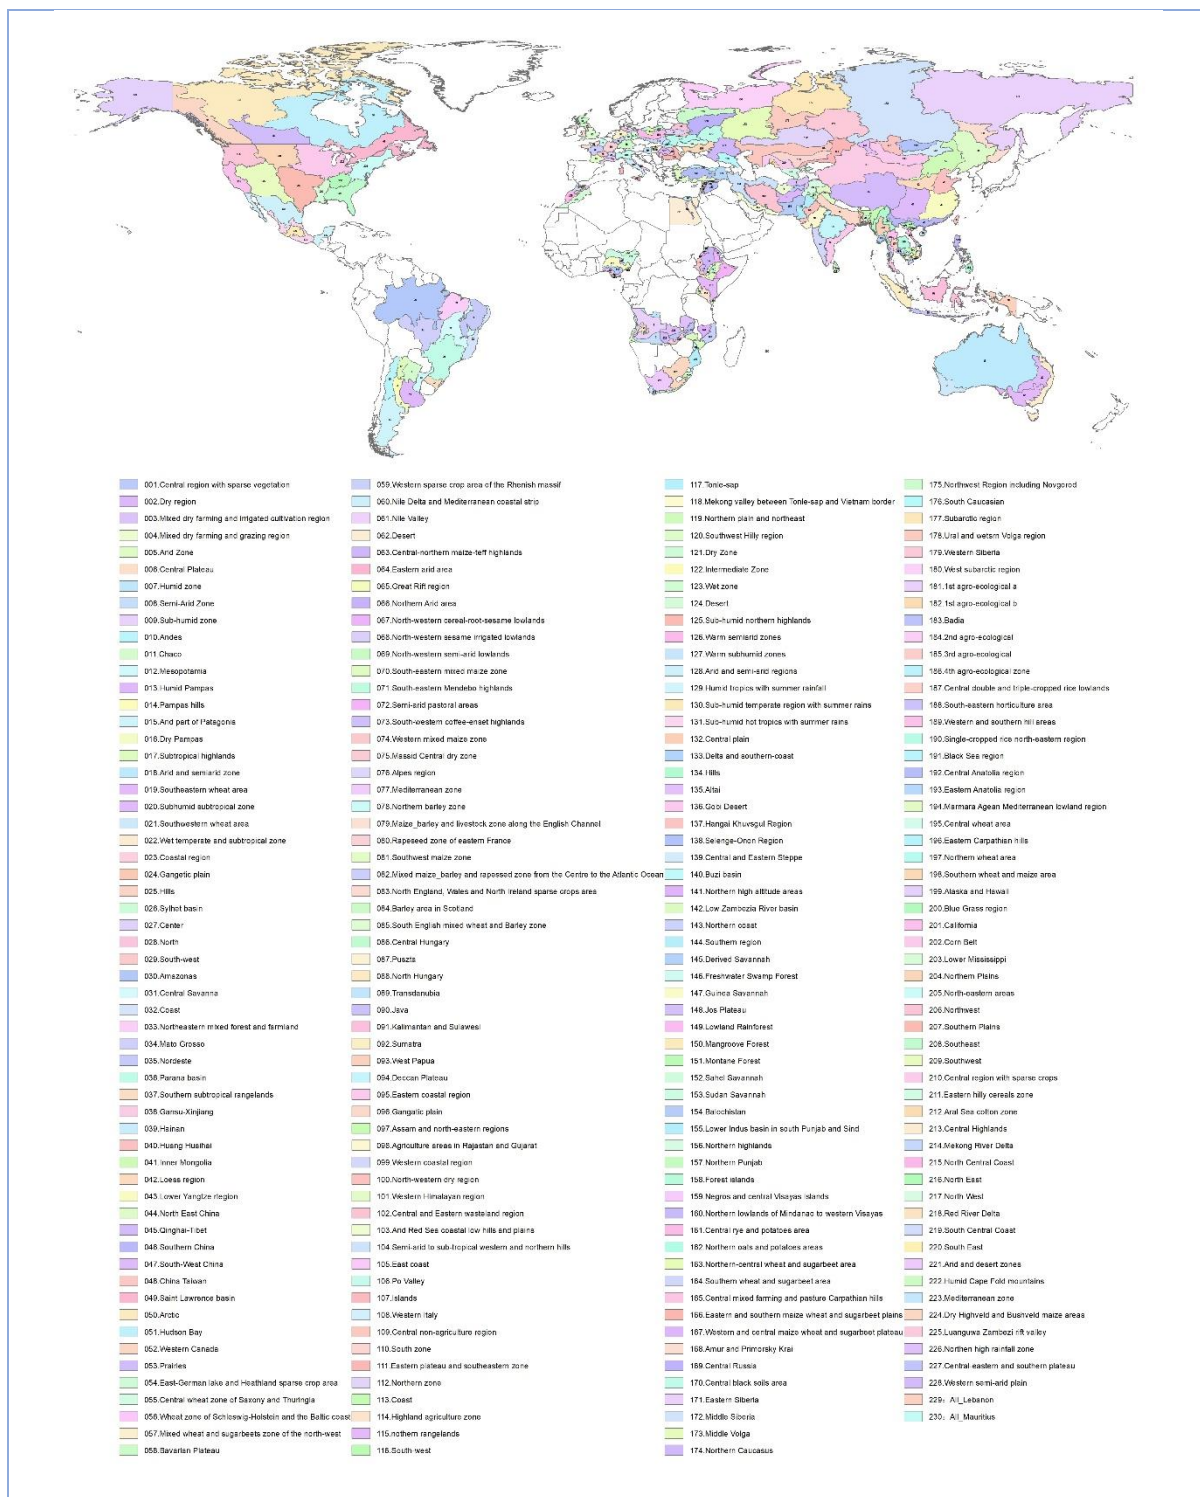 001.Central region with sparse vegetation
002.Dry region
003.Mixed dry farming and irrigated cultivation region
004.Mixed dry farming and grazing region
005.Arid Zone
006.Central Plateau
007.Humid zone
008.Semi-Arid Zone
009.Sub-humid zone
010.Andes
011.Chaco
012.Mesopotamia
013.Humid Pampas
014.Pampas hills
015.Arid part of Patagonia
016.Dry Pampas
017.Subtropical highlands
018.Arid and semiarid zone
019.Southeastern wheat area
020.Subhumid subtropical zone
021.Southwestern wheat area
022.Wet temperate and subtropical zone
023.Coastal region
024.Gangetic plain
025.Hills
026.Sylhet basin
027.Center
028.North
029.South-west
030.Amazonas
031.Central Savanna
032.Coast
033.Northeastern mixed forest and farmland
034.Mato Grosso
035.Nordeste
036.Parana basin
037.Southern subtropical rangelands
038.Gansu-Xinjiang
039.Hainan
040.Huang Huaihai
041.Inner Mongolia
042.Loess region
043.Lower Yangtze rtegion
044.North East China
045.Qinghai-Tibet
046.Southern China
047.South-West China
048.China Taiwan
049.Saint Lawrence basin
050.Arctic
051.Hudson Bay
052.Western Canada
053.Prairies
054.East-German lake and Heathland sparse crop area
055.Central wheat zone of Saxony and Thuringia
056.Wheat zone of Schleswig-Holstein and the Baltic coast
057.Mixed wheat and sugarbeets zone of the north-west
058.Bavarian Plateau
059.Western sparse crop area of the Rhenish massif
060.Nile Delta and Mediterranean coastal strip
061.Nile Valley
062.Desert
063.Central-northern maize-teff highlands
064.Eastern arid area
065.Great Rift region
066.Northern Arid area
067.North-western cereal-root-sesame lowlands
068.North-western sesame irrigated lowlands
069.North-western semi-arid lowlands
070.South-eastern mixed maize zone
071.South-eastern Mendebo highlands
072.Semi-arid pastoral areas
073.South-western coffee-enset highlands
074.Western mixed maize zone
075.Massid Central dry zone
076.Alpes region
077.Mediterranean zone
078.Northern barley zone
079.Maize_barley and livestock zone along the English Channel
080.Rapeseed zone of eastern France
081.Southwest maize zone
082.Mixed maize_barley and rapessed zone from the Centre to the Atlantic Ocean
083.North England, Wales and North Ireland sparse crops area
084.Barley area in Scotland
085.South English mixed wheat and Barley zone
086.Central Hungary
087.Puszta
088.North Hungary
089.Transdanubia
090.Java
091.Kalimantan and Sulawesi
092.Sumatra
093.West Papua
094.Deccan Plateau
095.Eastern coastal region
096.Gangatic plain
097.Assam and north-eastern regions
098.Agriculture areas in Rajastan and Gujarat
099.Western coastal region
100.North-western dry region
101.Western Himalayan region
102.Central and Eastern wasteland region
103.Arid Red Sea coastal low hills and plains
104.Semi-arid to sub-tropical western and northern hills
105.East coast
106.Po Valley
107.Islands
108.Western Italy
109.Central non-agriculture region
110.South zone
111.Eastern plateau and southeastern zone
112.Northern zone
113.Coast
114.Highland agriculture zone
115.nothern rangelands
116.South-west
117.Tonle-sap
118.Mekong valley between Tonle-sap and Vietnam border
119.Northern plain and northeast
120.Southwest Hilly region
121.Dry Zone
122.Intermediate Zone
123.Wet zone
124.Desert
125.Sub-humid northern highlands
126.Warm semiarid zones
127.Warm subhumid zones
128.Arid and semi-arid regions
129.Humid tropics with summer rainfall
130.Sub-humid temperate region with summer rains
131.Sub-humid hot tropics with summer rains
132.Central plain
133.Delta and southern-coast
134.Hills
135.Altai
136.Gobi Desert
137.Hangai Khuvsgul Region
138.Selenge-Onon Region
139.Central and Eastern Steppe
140.Buzi basin
141.Northern high altitude areas
142.Low Zambezia River basin
143.Northern coast
144.Southern region
145.Derived Savannah
146.Freshwater Swamp Forest
147.Guinea Savannah
148.Jos Plateau
149.Lowland Rainforest
150.Mangroove Forest
151.Montane Forest
152.Sahel Savannah
153.Sudan Savannah
154.Balochistan
155.Lower Indus basin in south Punjab and Sind
156.Northern highlands
157.Northern Punjab
158.Forest islands
159.Negros and central Visayas islands
160.Northern lowlands of Mindanao to western Visayas
161.Central rye and potatoes area
162.Northern oats and potatoes areas
163.Northern-central wheat and sugarbeet area
164.Southern wheat and sugarbeet area
165.Central mixed farming and pasture Carpathian hills
166.Eastern and southern maize wheat and sugarbeet plains
167.Western and central maize wheat and sugarbeet plateau
168.Amur and Primorsky Krai
169.Central Russia
170.Central black soils area
171.Eastern Siberia
172.Middle Siberia
173.Middle Volga
174.Northern Caucasus
175.Northwest Region including Novgorod
176.South Caucasian
177.Subarctic region
178.Ural and wetsrn Volga region
179.Western Siberia
180.West subarctic region
181.1st agro-ecological a
182.1st agro-ecological b
183.Badia
184.2nd agro-ecological
185.3rd agro-ecological
186.4th agro-ecological zone
187.Central double and triple-cropped rice lowlands
188.South-eastern horticulture area
189.Western and southern hill areas
190.Single-cropped rice north-eastern region
191.Black Sea region
192.Central Anatolia region
193.Eastern Anatolia region
194.Marmara Agean Mediterranean lowland region
195.Central wheat area
196.Eastern Carpathian hills
197.Northern wheat area
198.Southern wheat and maize area
199.Alaska and Hawaii
200.Blue Grass region
201.California
202.Corn Belt
203.Lower Mississippi
204.Northern Plains
205.North-eastern areas
206.Northwest
207.Southern Plains
208.Southeast
209.Southwest
210.Central region with sparse crops
211.Eastern hilly cereals zone
212.Aral Sea cotton zone
213.Central Highlands
214.Mekong River Delta
215.North Central Coast
216.North East
217.North West
218.Red River Delta
219.South Central Coast
220.South East
221.Arid and desert zones
222.Humid Cape Fold mountains
223.Mediterranean zone
224.Dry Highveld and Bushveld maize areas
225.Luanguwa Zambezi rift valley
226.Northen high rainfall zone
227.Central-eastern and southern plateau
228.Western semi-arid plain
229：All_Lebanon
230：All_Mauritius